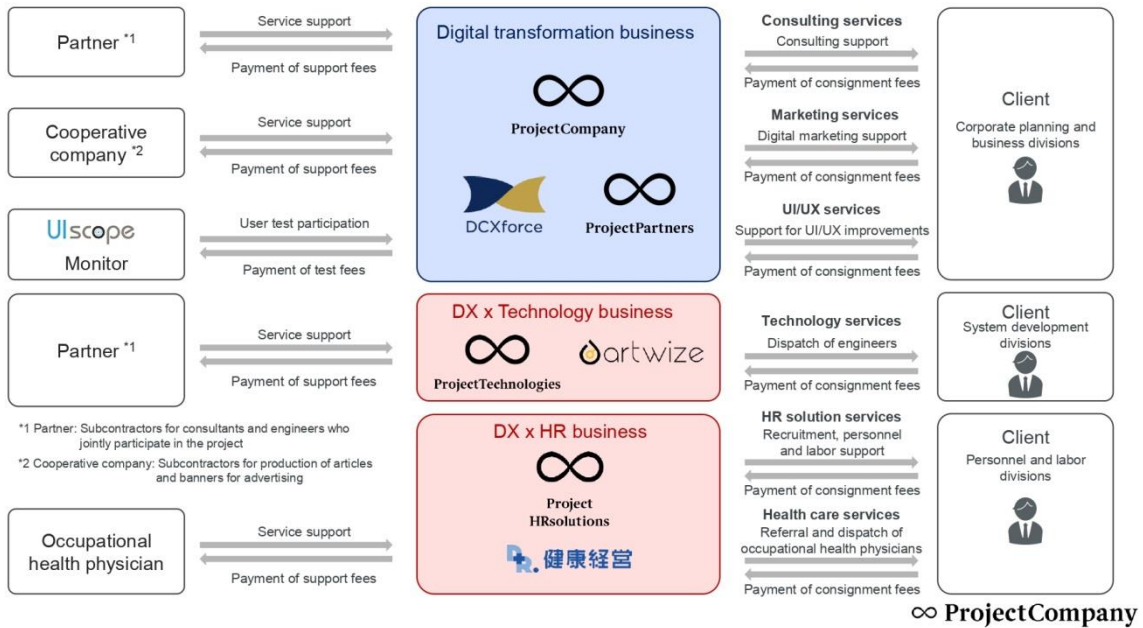 Partner *1
Service support
Payment of support fees
Cooperative
company *2
Service support
Payment of support fees
UIscope
Monitor
User test participation
Payment of test fees
Partner *1
Service support
Payment of support fees
*1 Partner: Subcontractors for consultants and engineers who
jointly participate in the project
*2 Cooperative company: Subcontractors for production of articles
and banners for advertising
Occupational
health physician
Service support
Payment of support fees
Digital transformation business
ProjectCompany
DCXforce
ProjectPartners
DX x Technology business
ProjectTechnologies
artwize
DX x HR business
Project
HRsolutions
DR.健康経営
Consulting services
Consulting support
Payment of consignment fees
Marketing services
Digital marketing support
Payment of consignment fees
UI/UX services
Support for UI/UX improvements
Payment of consignment fees
Technology services
Dispatch of engineers
Payment of consignment fees
HR solution services
Recruitment, personnel
and labor support
Payment of consignment fees
Health care services
Referral and dispatch of
occupational health physicians
Payment of consignment fees
Client
Corporate planning and
business divisions
Client
System development
divisions
Client
Personnel and labor
divisions
ProjectCompany